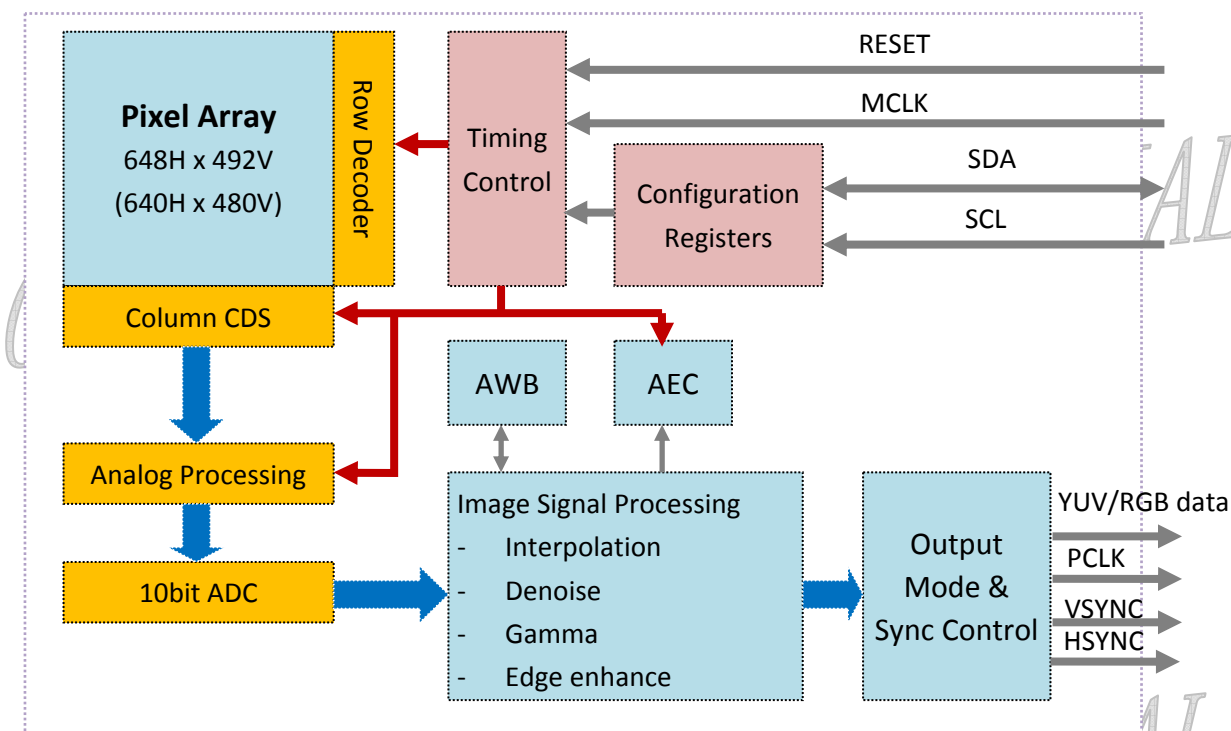 Pixel Array
648H x 492V
(640H x 480V)
Row Decoder
Timing
Control
RESET
MCLK
Configuration
Registers
SDA
SCL
Column CDS
AWB
AEC
Analog Processing
10bit ADC
Image Signal Processing
- Interpolation
- Denoise
- Gamma
- Edge enhance
Output
Mode &
Sync Control
YUV/RGB data
PCLK
VSYNC
HSYNC